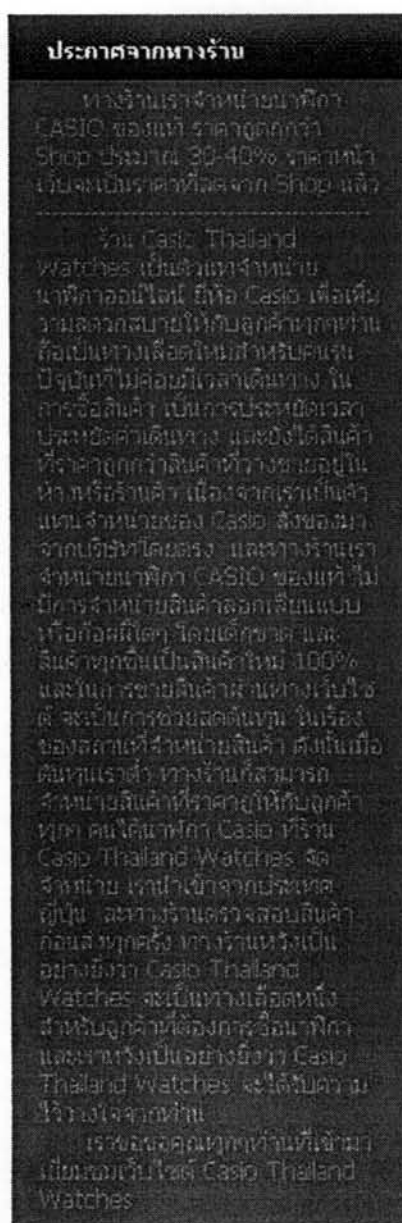 ประกาศจากทางร้าน
ทางร้านเราจำหน่ายนาฬิกา
CASIO ของแท้ ราคาถูกกว่า
Shop ประมาณ 30-40% ราคาหน้า
เว็บจะเป็นราคาที่ลดจาก Shop แล้ว
ร้าน Casio Thailand
Watches เป็นตัวแทนจำหน่าย
นาฬิกาออนไลน์ ยี่ห้อ Casio เพื่อเพิ่ม
วามสดวกสบายให้กับลูกค้าทุกๆท่าน
ถือเป็นทางเลือกใหม่สำหรับคนรุ่น
ปัจุบันที่ไม่ค่อยมีเวลาเดินทาง ใน
การซื้อสินค้า เป็นการประหยัดเวลา
ประหยัดค่าเดินทาง และยังได้สินค้า
ที่ราคาถูกกว่าสินค้าที่วางขายอยู่ใน
ห้างหรือร้านค้า เนื่องจากเราเป็นตัว
แทนจำหน่ายของ Casio สั่งของมา
จากบริษัทโดยตรง และทางร้านเรา
จำหน่ายนาฬิกา CASIO ของแท้ ไม่
มีการจำหน่ายสินค้าลอกเลียนแบบ
หรือก๊อปปี้ใดๆ โดยเด็กขาด และ
สินค้าทุกชิ้นเป็นสินค้าใหม่ 100%
และในการขายสินค้าผ่านทางเว็บไซ
ต์ จะเป็นการช่วยลดต้นทุน ในเรื่อง
ของสถานที่จำหน่ายสินค้า ดังนั้นเมื่อ
ต้นทุนเราต่ำ ทางร้านก็สามารถ
จำหน่ายสินค้าที่ราคาถูกให้กับลูกค้า
ทุกๆ คนได้นาฬกา Casio ที่ร้าน
Casio Thailand Watches จัด
จำหน่าย เรานำเข้าจากประเทศ
ญี่ปุ่น ละทางร้านตรวจสอบสินค้า
ก่อนส่งทุกครั้ง ทางร้านหวังเป็น
อย่างยิ่งว่า Casio Thailand
Watches จะเป็นทางเลือกหนึ่ง
สำหรับลูกค้าที่ต้องการซื้อนาฬิกา
และเราหวังเป็นอย่างยิ่งว่า Casio
Thailand Watches จะได้รับความ
ไว้วางใจจากท่าน
เราขอขอคุณทุกๆท่านที่เข้ามา
เยี่ยมชมเว็บไซต์ Casio Thailand
Watches